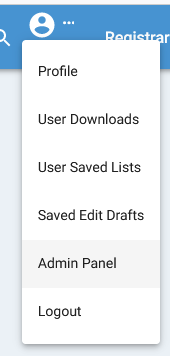 Registrar
Profile
User Downloads
User Saved Lists
Saved Edit Drafts
Admin Panel
Logout